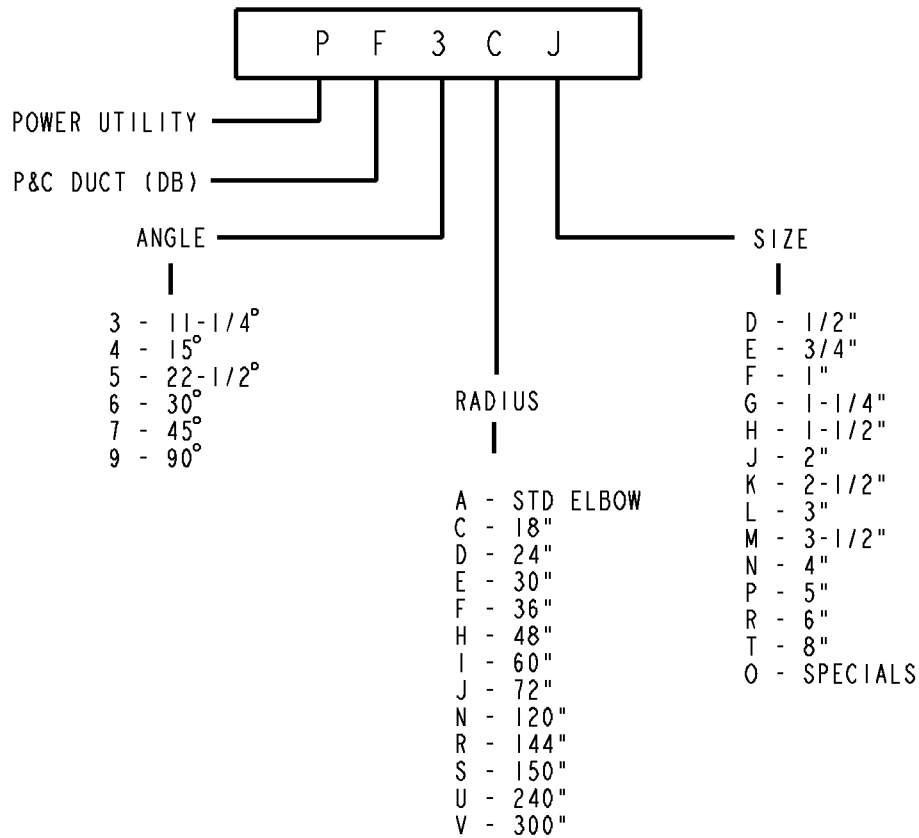 P F 3 C J
POWER UTILITY
P&C DUCT (DB)
ANGLE
3 - 11-1/4°
4 - 15°
5 - 22-1/2°
6 - 30°
7 - 45°
9 - 90°
RADIUS
A - STD ELBOW
C - 18"
D - 24"
E - 30"
F - 36"
H - 48"
I - 60"
J - 72"
N - 120"
R - 144"
S - 150"
U - 240"
V - 300"
SIZE
D - 1/2"
E - 3/4"
F - 1"
G - 1-1/4"
H - 1-1/2"
J - 2"
K - 2-1/2"
L - 3"
M - 3-1/2"
N - 4"
P - 5"
R - 6"
T - 8"
O - SPECIALS